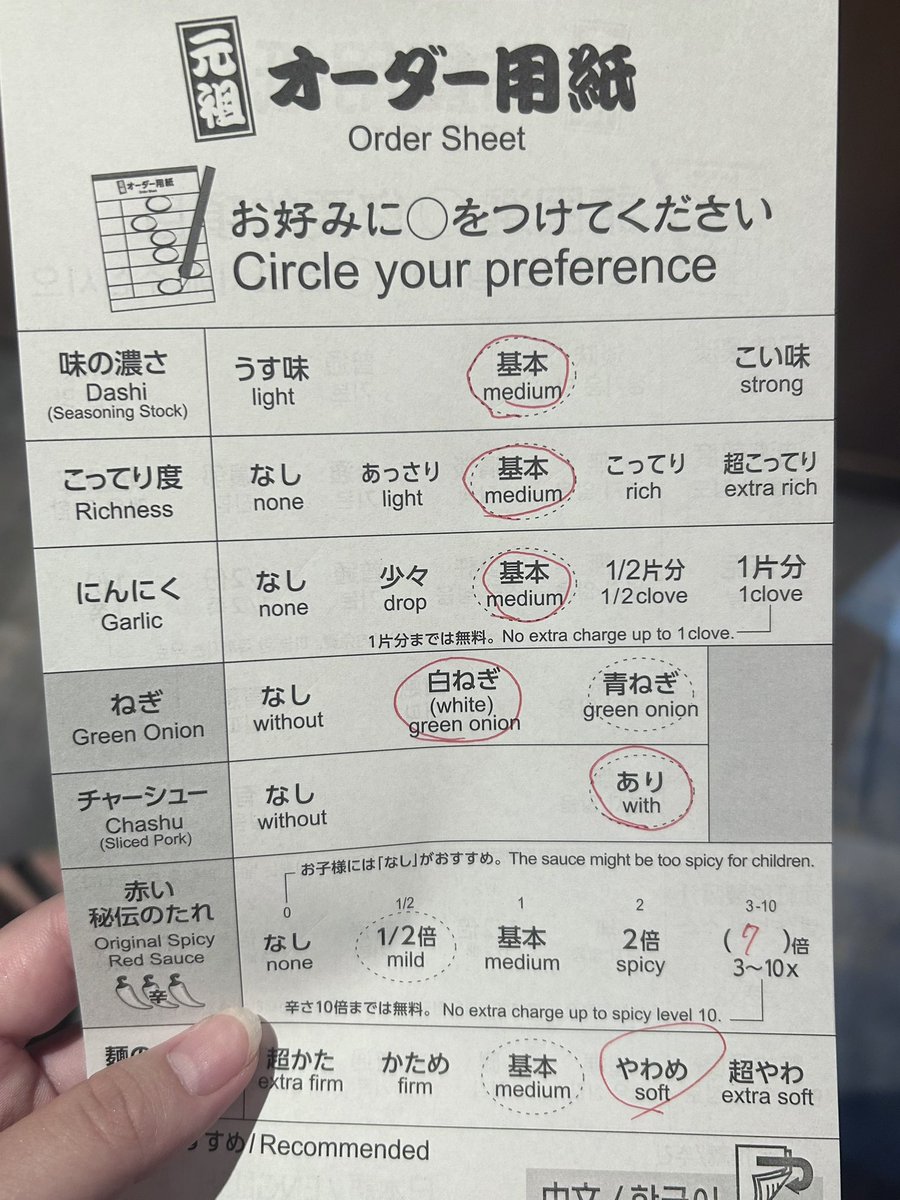 元祖 オーダー用紙
Order Sheet
お好みに○をつけてください
Circle your preference
味の濃さ
Dashi
(Seasoning Stock)
うす味 基本 こい味
light medium strong
こってり度
Richness
なし あっさり 基本 こってり 超こってり
none light medium rich extra rich
にんにく
Garlic
なし 少々 基本 1/2片分 1片分
none drop medium 1/2clove 1clove
1片分までは無料。No extra charge up to 1clove.
ねぎ
Green Onion
なし 白ねぎ 青ねぎ
without (white) green onion
green onion
チャーシュー
Chashu
(Sliced Pork)
なし あり
without with
赤い
秘伝のたれ
Original Spicy
Red Sauce
辛
お子様には「なし」がおすすめ。The sauce might be too spicy for children.
0 1/2 1 2 3-10
なし 1/2倍 基本 2倍 (7)倍
none mild medium spicy 3～10x
辛さ10倍までは無料。No extra charge up to spicy level 10.
麺の
超かた かため 基本 やわめ 超やわ
extra firm firm medium soft extra soft
すめ/Recommended
中文/한국어